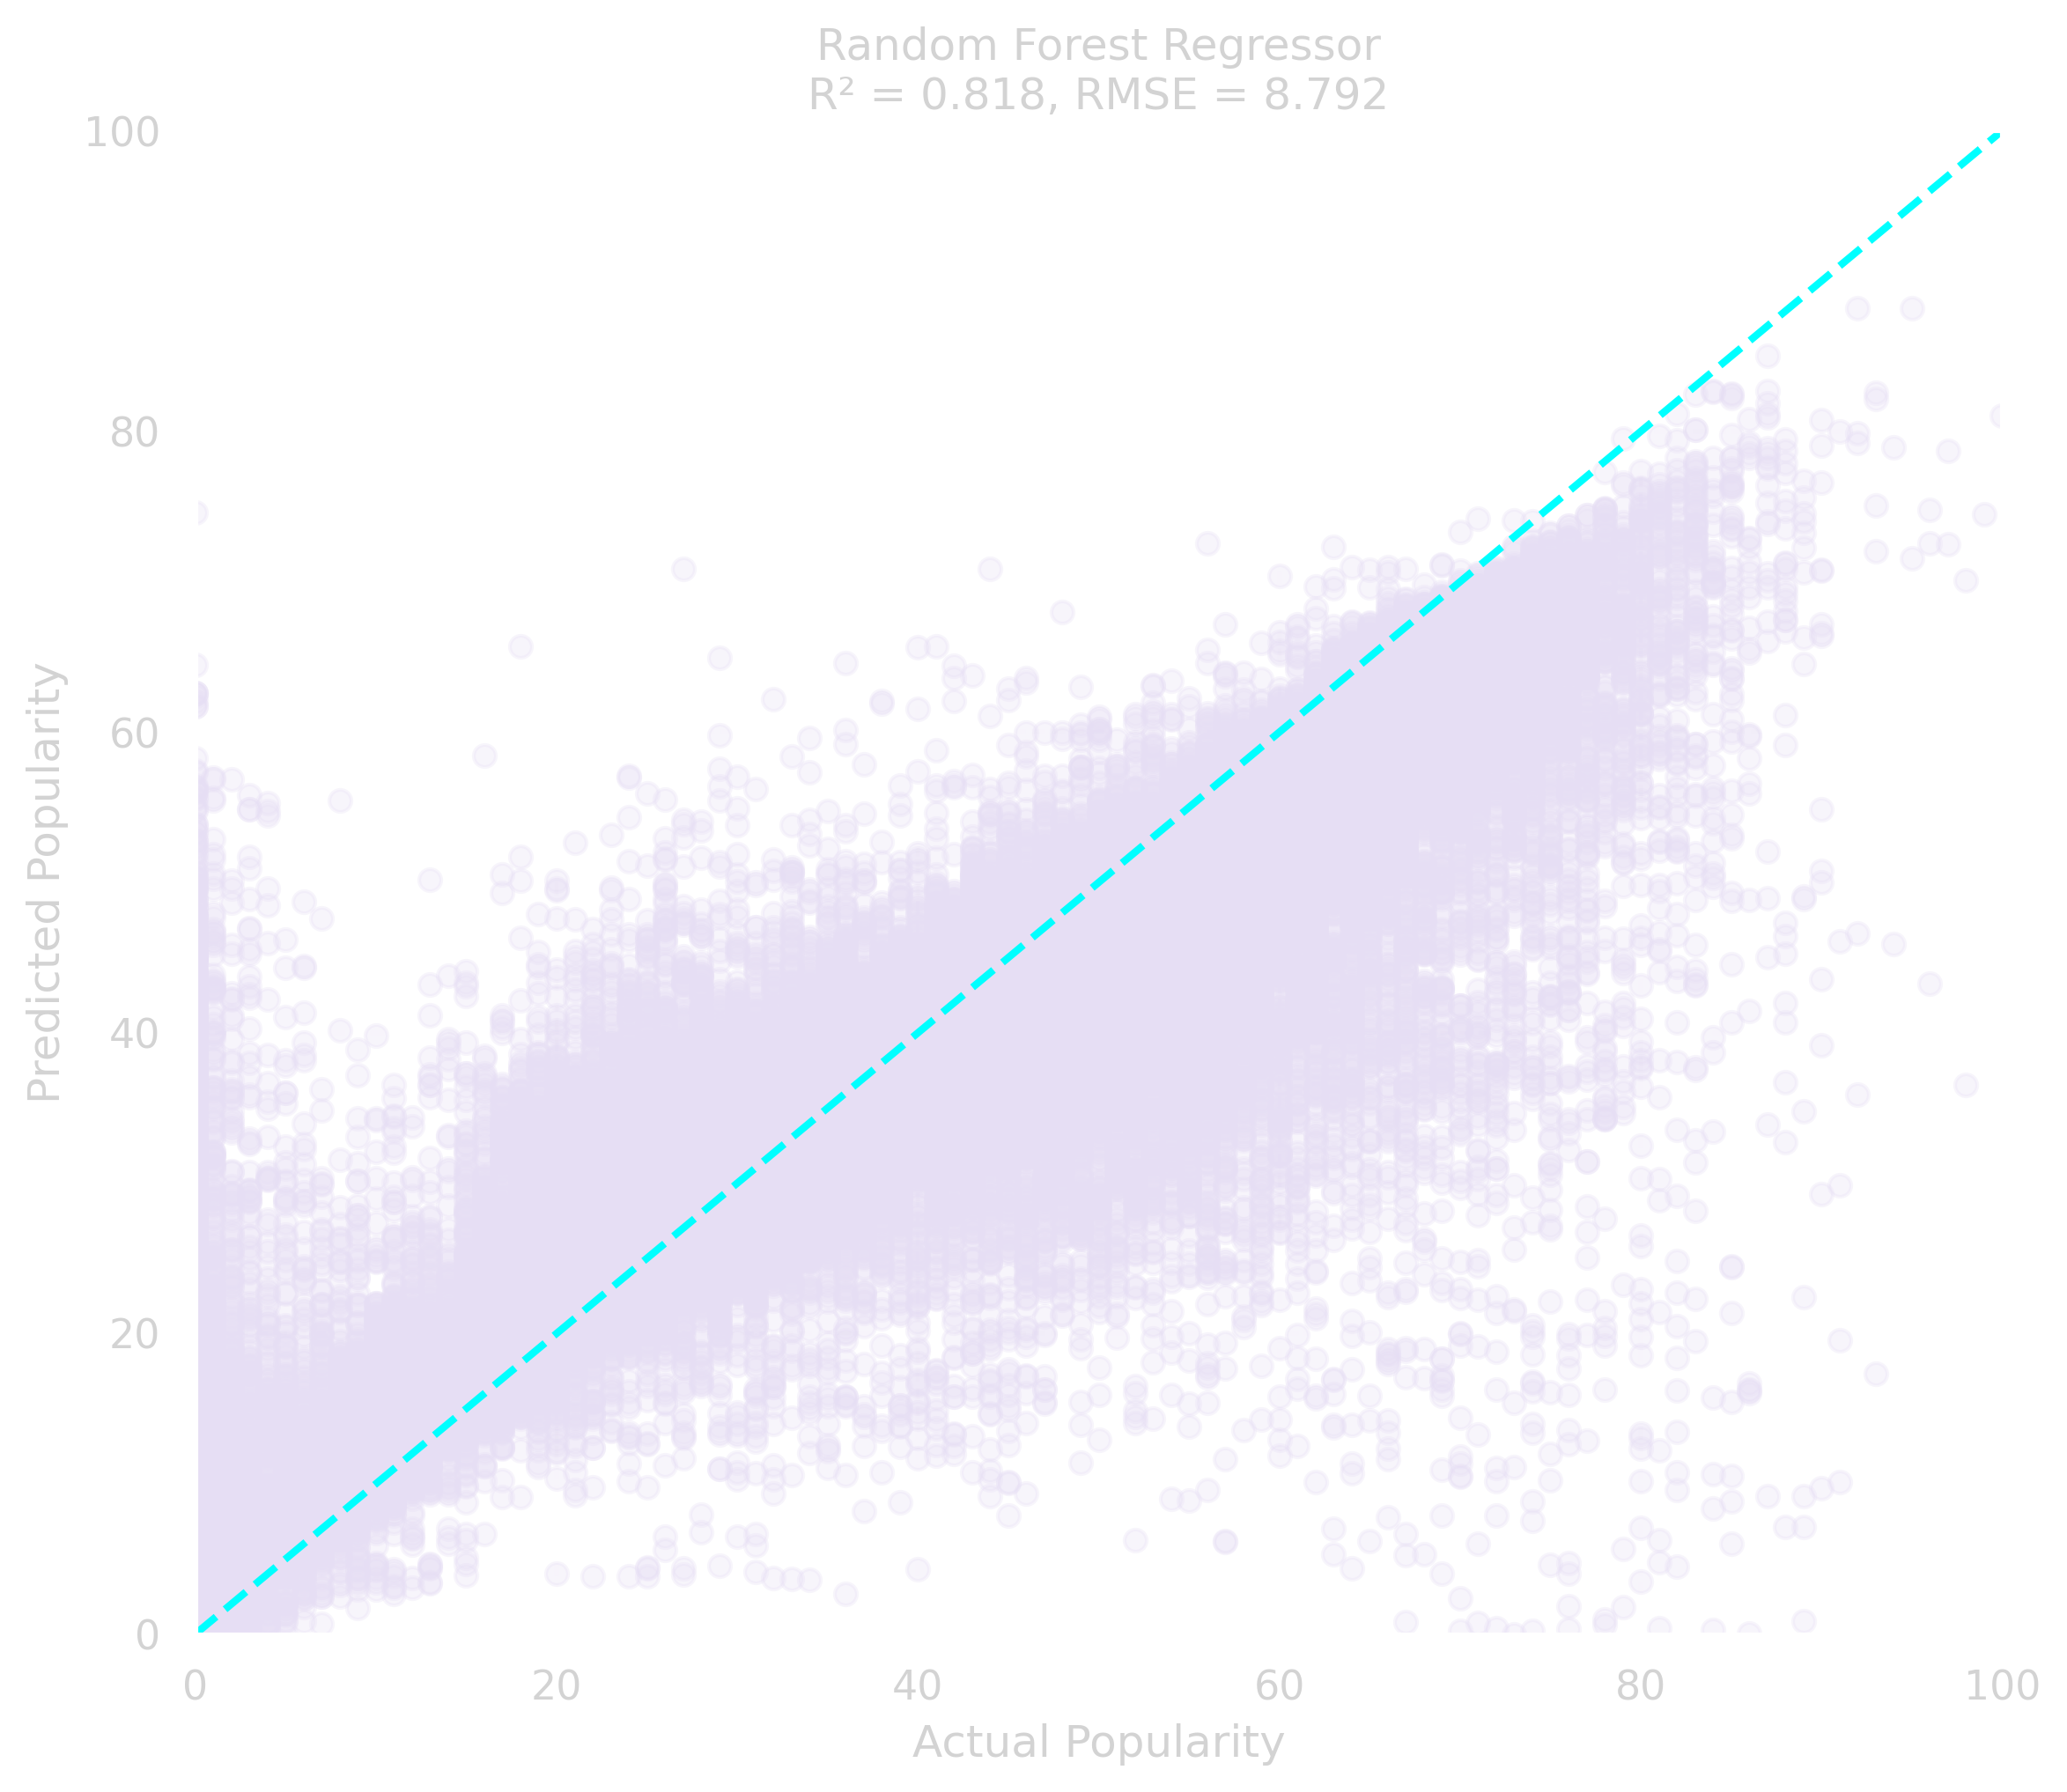 Random Forest Regressor
R² = 0.818, RMSE = 8.792
100
80
60
40
20
0
Predicted Popularity
0 20 40 60 80 100
Actual Popularity